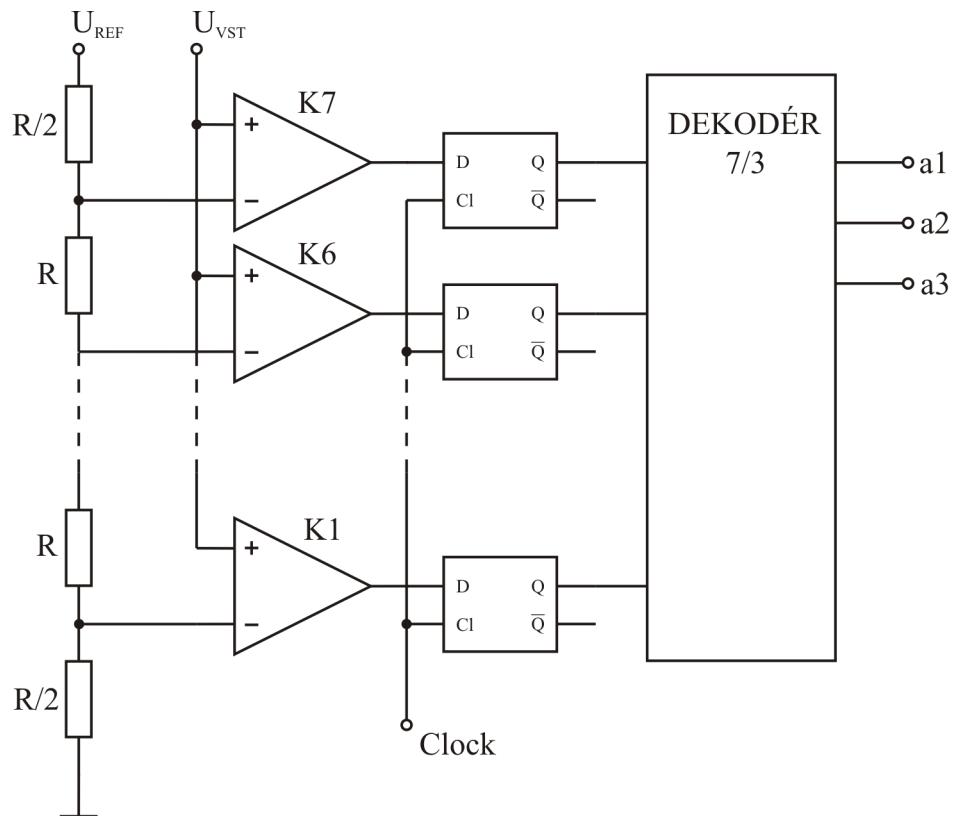 U_REF U_VST
R/2
K7
+
−
D Q
Cl Q̅
DEKODÉR
7/3
a1
a2
a3
R
K6
+
−
D Q
Cl Q̅
R
K1
+
−
D Q
Cl Q̅
R/2
Clock